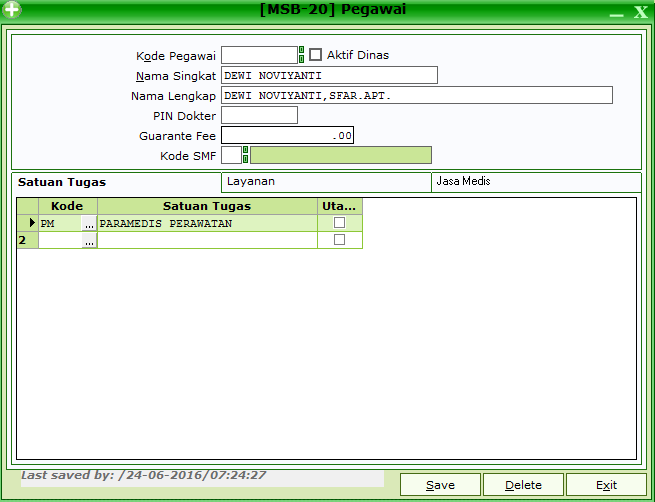 [MSB-20] Pegawai
Kode Pegawai
Aktif Dinas
Nama Singkat DEWI NOVIYANTI
Nama Lengkap DEWI NOVIYANTI,SFAR.APT.
PIN Dokter
Guarante Fee .00
Kode SMF
Satuan Tugas Layanan Jasa Medis
Kode Satuan Tugas Uta...
PM ... PARAMEDIS PERAWATAN
2 ...
Last saved by: /24-06-2016/07:24:27
Save Delete Exit